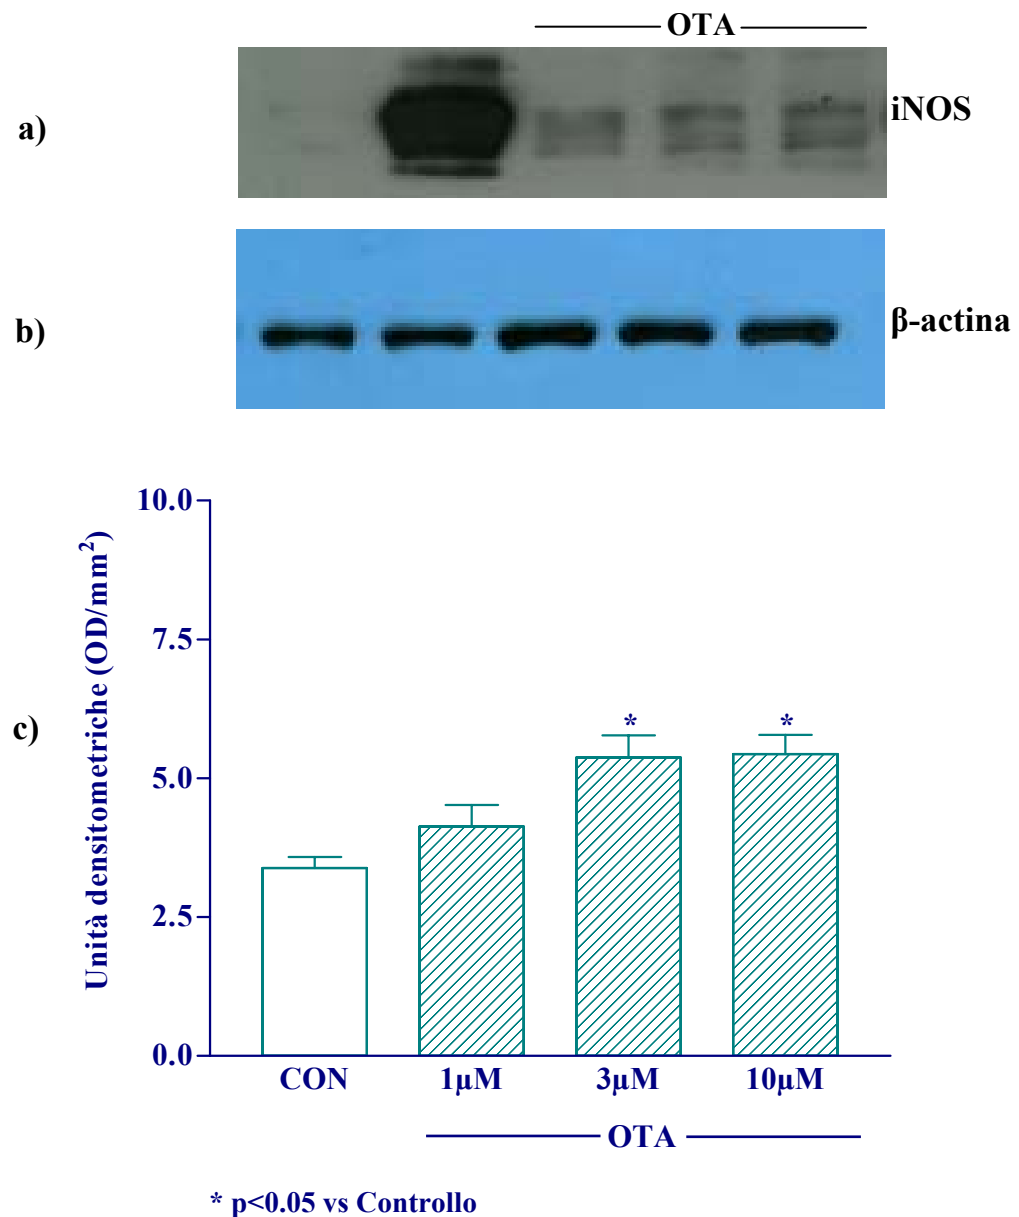 OTA
iNOS
a)
β-actina
b)
10.0
7.5
5.0
2.5
0.0
Unità densitometriche (OD/mm²)
c)
* *
CON 1µM 3µM 10µM
OTA
* p<0.05 vs Controllo